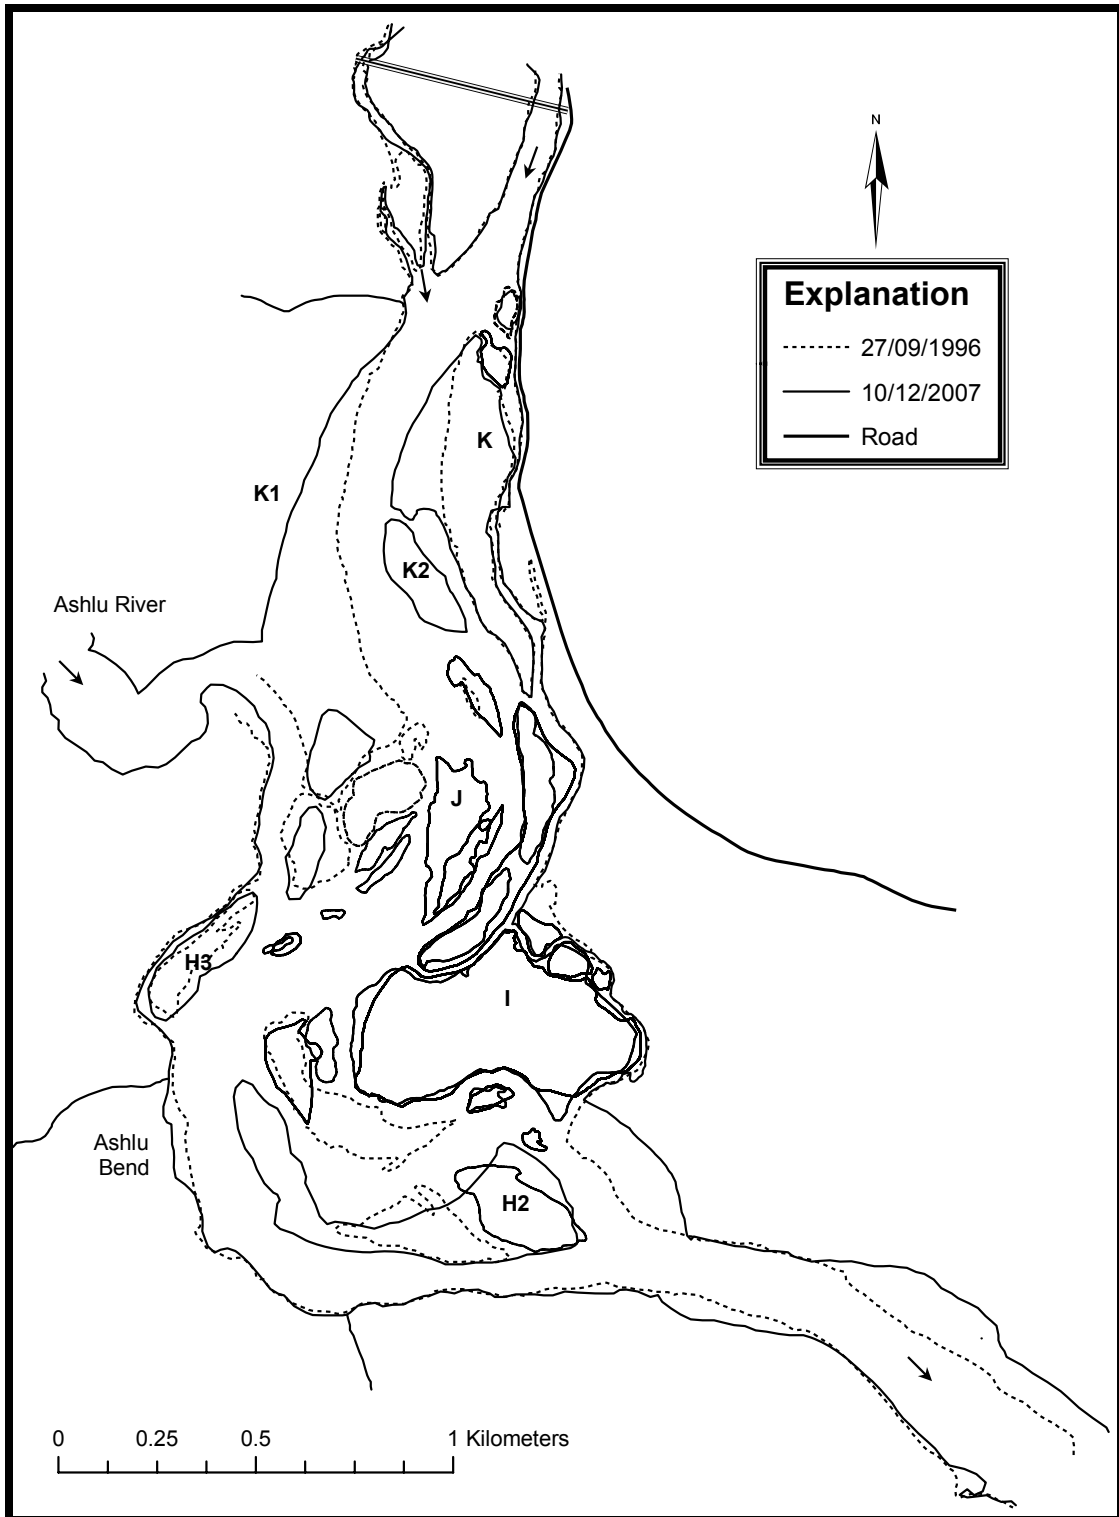 N
Explanation
27/09/1996
10/12/2007
Road
K
K1
K2
Ashlu River
J
H3
I
Ashlu
Bend
H2
0 0.25 0.5 1 Kilometers